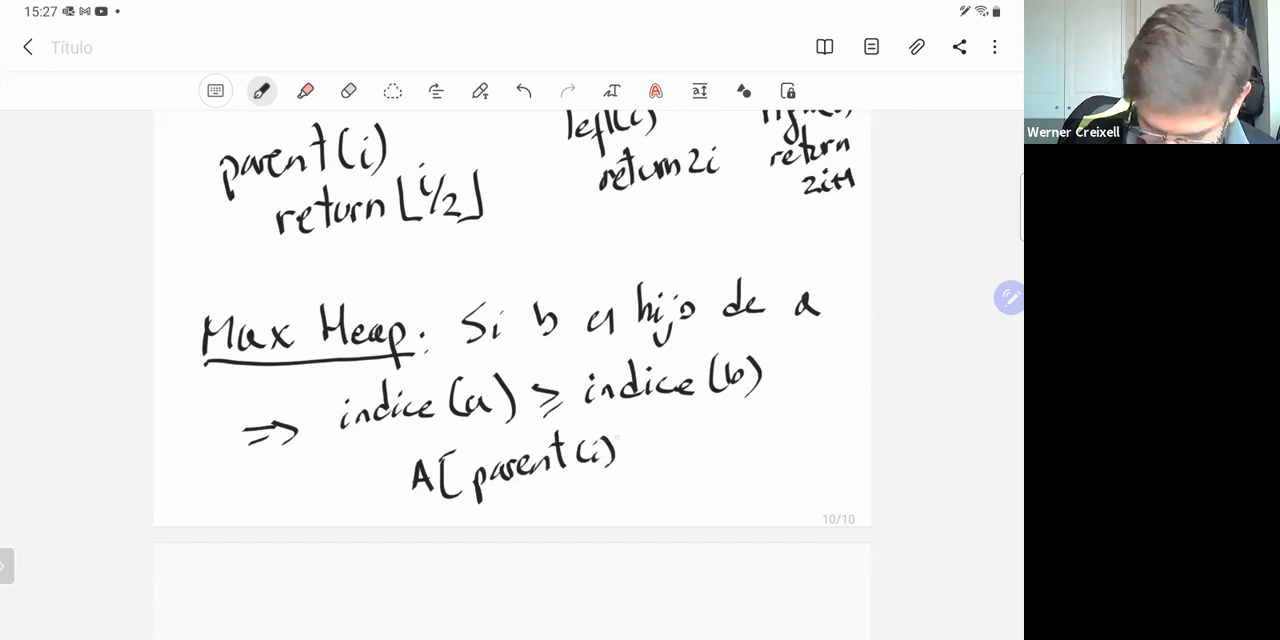 15:27
Título
Werner Creixell
left(i)
parent(i)
return 2i
return
2i+1
return ⌊i/2⌋
Max Heap: Si b es hijo de a
⇒ indice(a) ≥ indice(b)
A[parent(i)
10/10